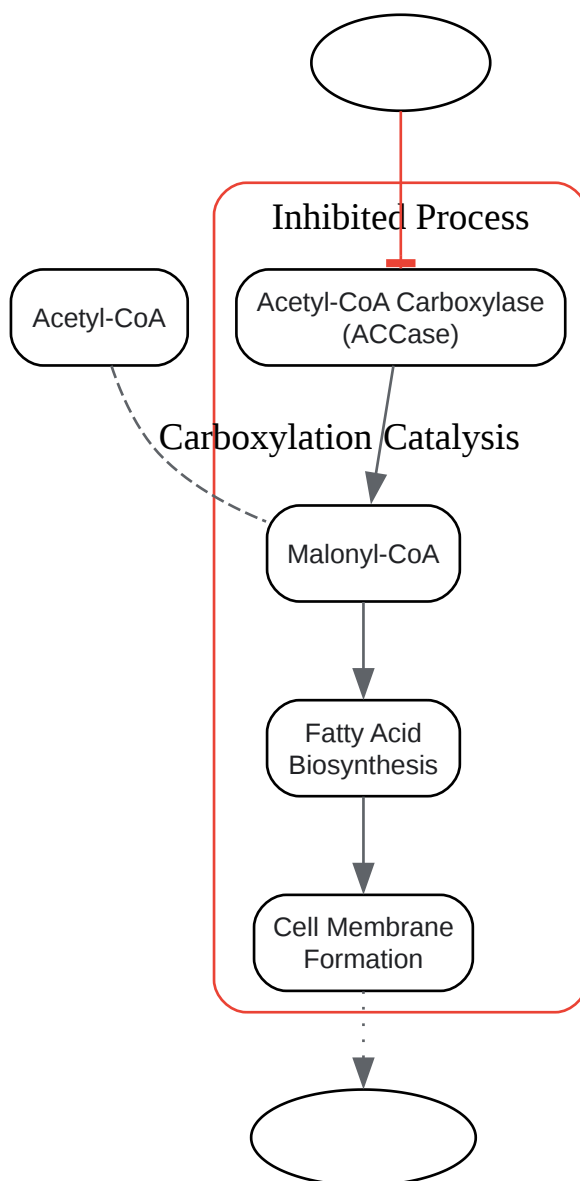 Inhibited Process
Acetyl-CoA
Acetyl-CoA Carboxylase
(ACCase)
Carboxylation
Catalysis
Malonyl-CoA
Fatty Acid
Biosynthesis
Cell Membrane
Formation